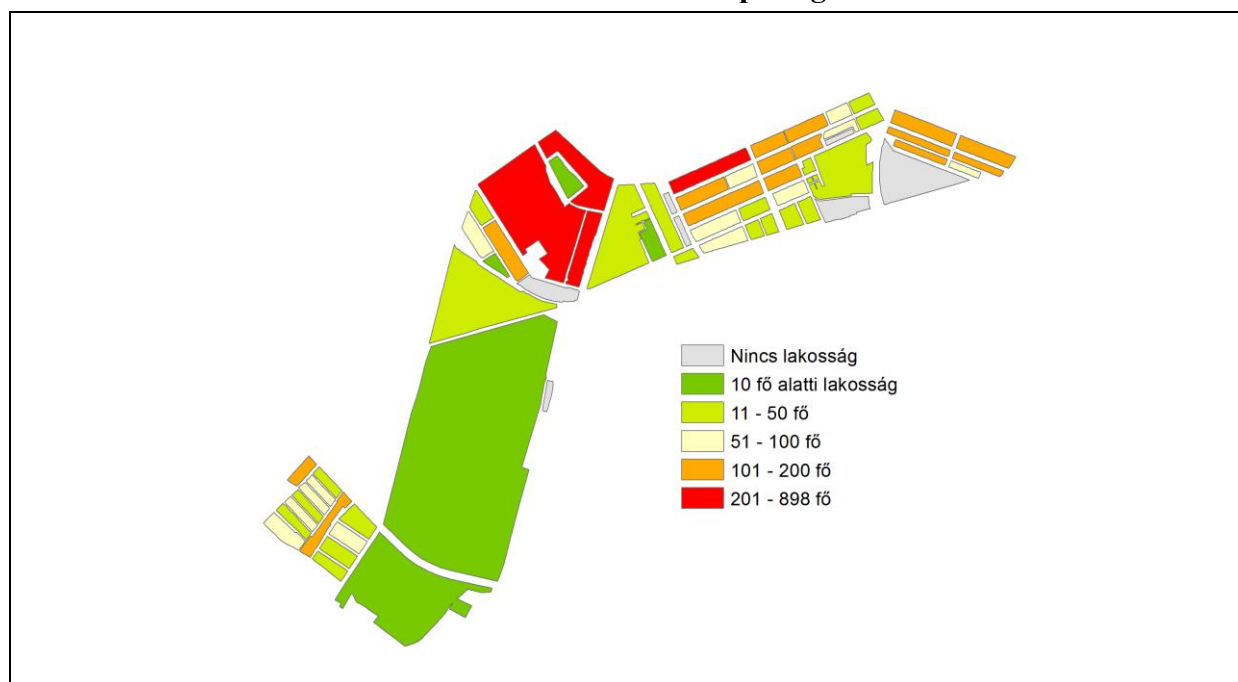 Nincs lakosság
10 fő alatti lakosság
11 - 50 fő
51 - 100 fő
101 - 200 fő
201 - 898 fő